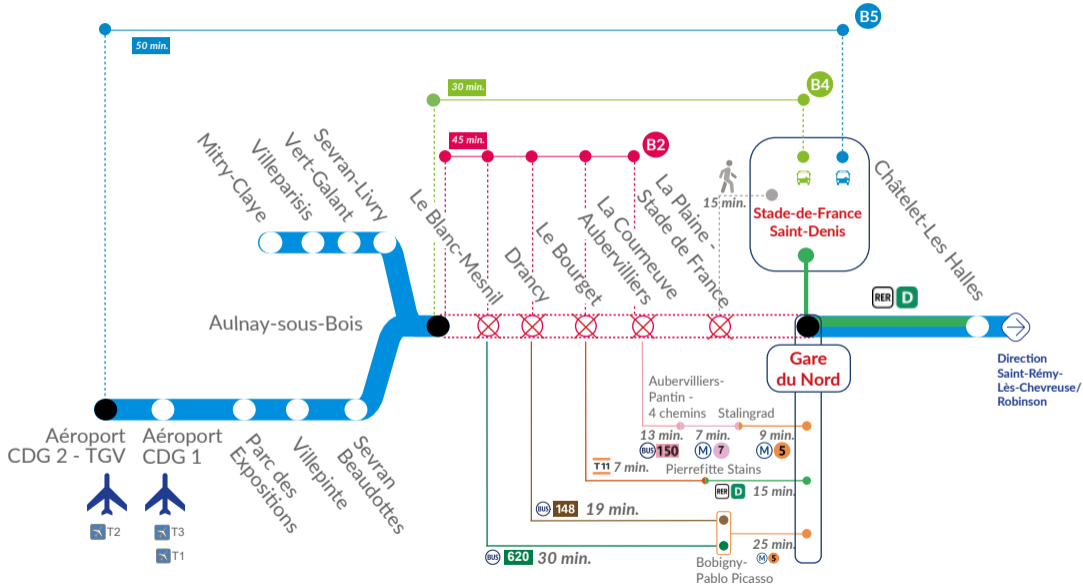 B5
50 min.
B4
30 min.
B2
45 min.
Mitry-Claye
Villeparisis
Vert-Galant
Sevran-Livry
Le Blanc-Mesnil
Drancy
Le Bourget
La Courneuve
Aubervilliers
La Plaine -
Stade de France
15 min.
Stade-de-France
Saint-Denis
Châtelet-Les Halles
RER D
Aulnay-sous-Bois
Gare
du Nord
Direction
Saint-Rémy-
Lès-Chevreuse/
Robinson
Aéroport
CDG 2 - TGV
Aéroport
CDG 1
Parc des
Expositions
Villepinte
Sevran
Beaudottes
T2
T3
T1
Aubervilliers-
Pantin -
4 chemins
Stalingrad
13 min.
7 min.
9 min.
BUS 150
M 7
M 5
T11 7 min.
Pierrefitte Stains
RER D 15 min.
BUS 148 19 min.
BUS 620 30 min.
25 min.
M 5
Bobigny-
Pablo Picasso